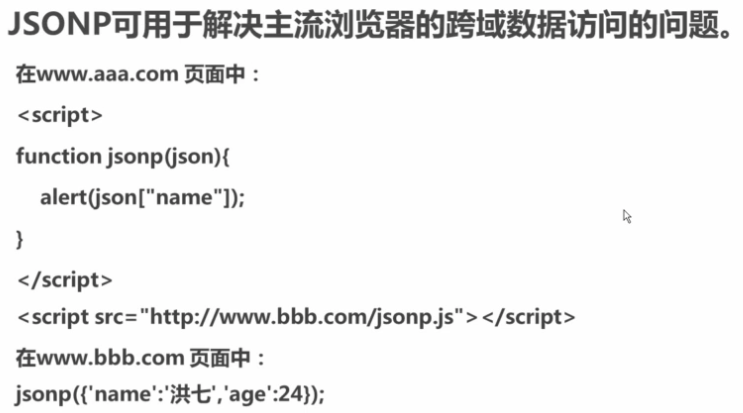 JSONP可用于解决主流浏览器的跨域数据访问的问题。
在www.aaa.com 页面中：
<script>
function jsonp(json){
alert(json["name"]);
}
</script>
<script src="http://www.bbb.com/jsonp.js"></script>
在www.bbb.com 页面中：
jsonp({'name':'洪七','age':24});